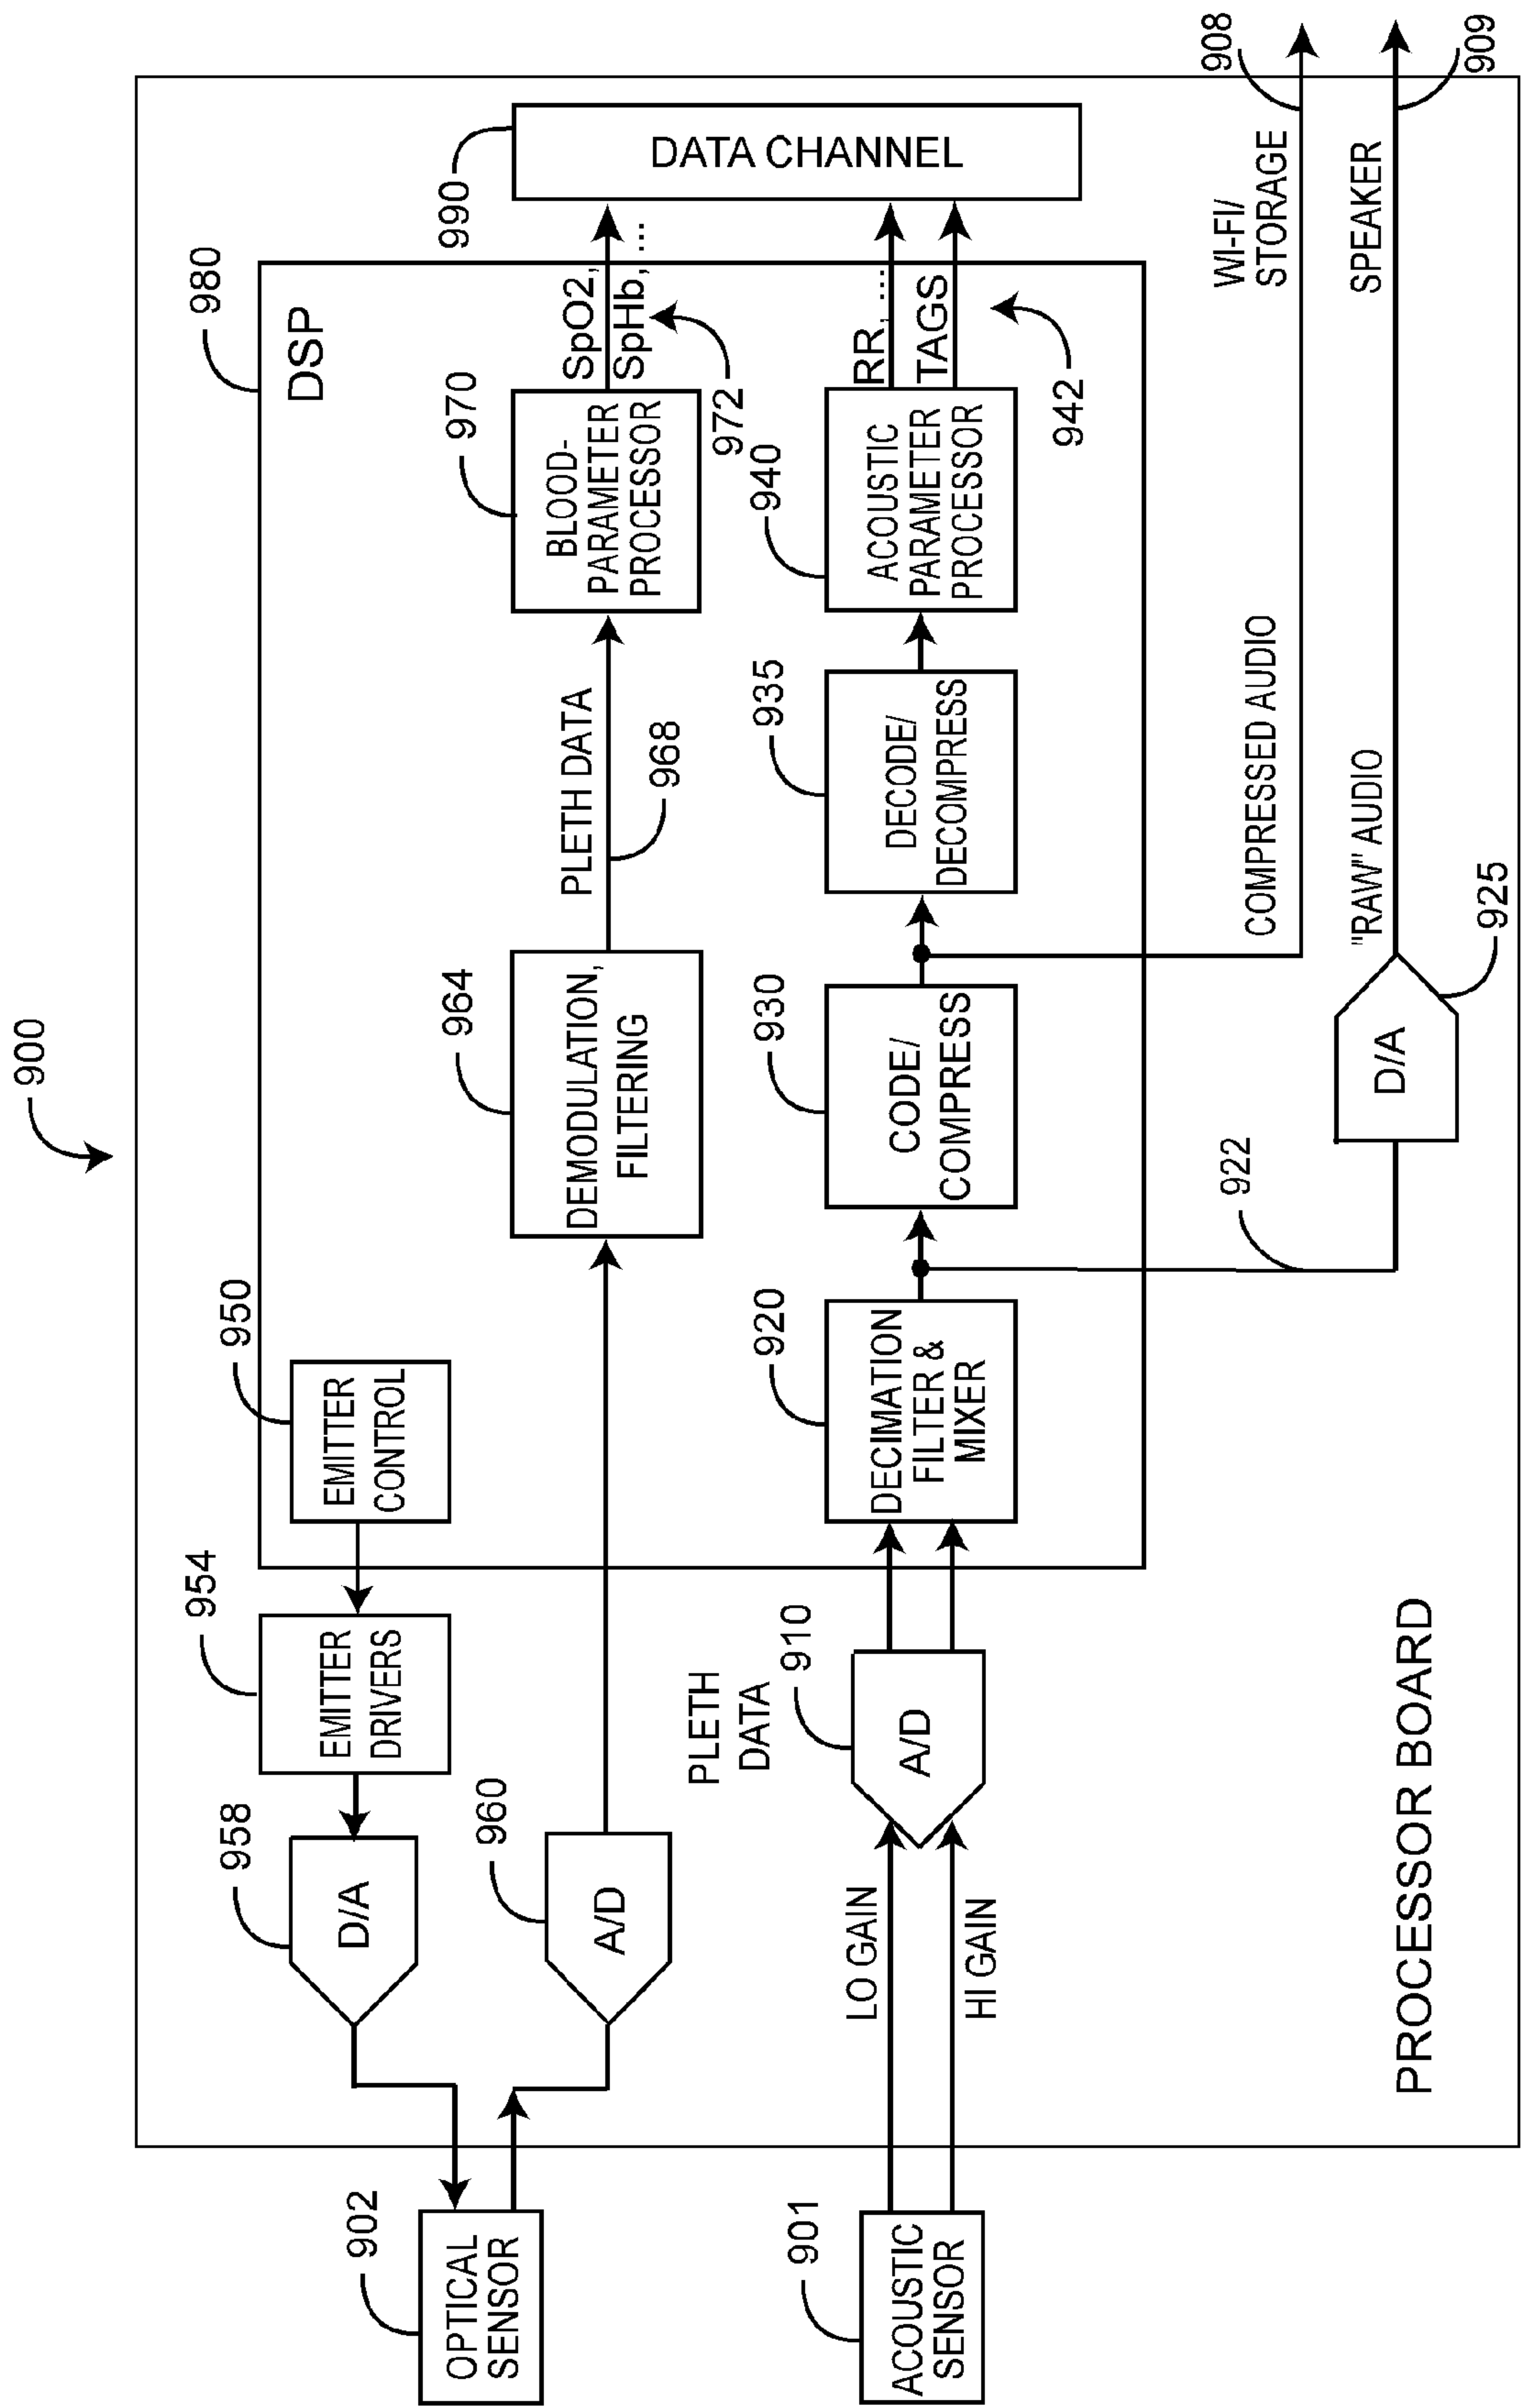 900
980
DSP
990
DATA CHANNEL
950
EMITTER
CONTROL
954
EMITTER
DRIVERS
958
D/A
902
OPTICAL
SENSOR
960
A/D
964
DEMODULATION,
FILTERING
PLETH DATA
968
970
BLOOD-
PARAMETER
PROCESSOR
SpO2,
SpHb, ...
972
PLETH
DATA
901
ACOUSTIC
SENSOR
LO GAIN
HI GAIN
910
A/D
920
DECIMATION
FILTER &
MIXER
930
CODE/
COMPRESS
935
DECODE/
DECOMPRESS
940
ACOUSTIC
PARAMETER
PROCESSOR
RR, ...
TAGS
942
922
COMPRESSED AUDIO
WI-FI/
STORAGE
908
D/A
925
"RAW" AUDIO
SPEAKER
909
PROCESSOR BOARD